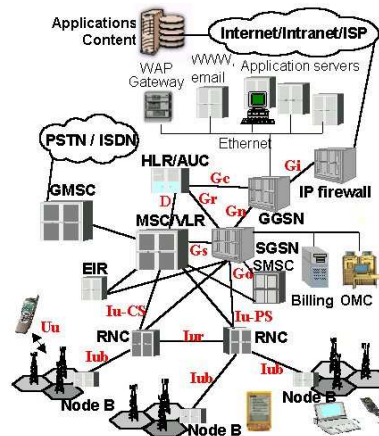 Applications
Content
Internet/Intranet/ISP
WAP
Gateway
WWW,
email
Application servers
Ethernet
PSTN / ISDN
HLR/AUC
Gc
Gi
GMSC
D
Gr
IP firewall
MSC/VLR
Gn
GGSN
Gs
SGSN
EIR
Gd
SMSC
Billing
OMC
Iu-CS
Iu-PS
Uu
RNC
Iur
RNC
Iub
Iub
Iub
Node B
Node B
Node B